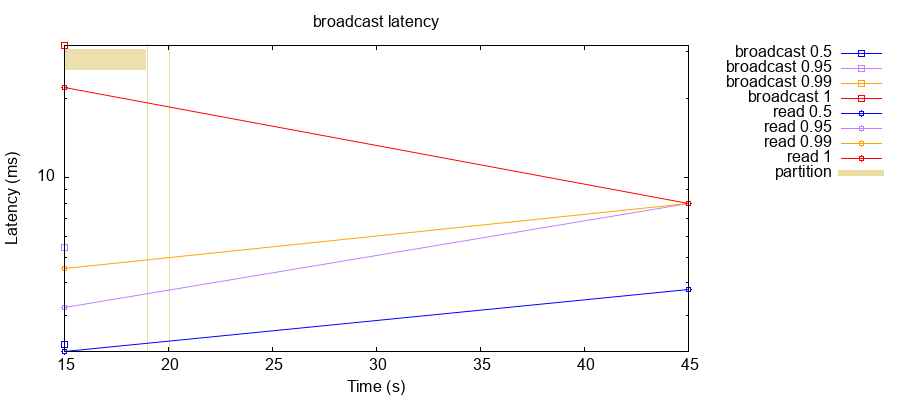 broadcast latency
broadcast 0.5
broadcast 0.95
broadcast 0.99
broadcast 1
read 0.5
read 0.95
read 0.99
read 1
partition
10
Latency (ms)
15 20 25 30 35 40 45
Time (s)